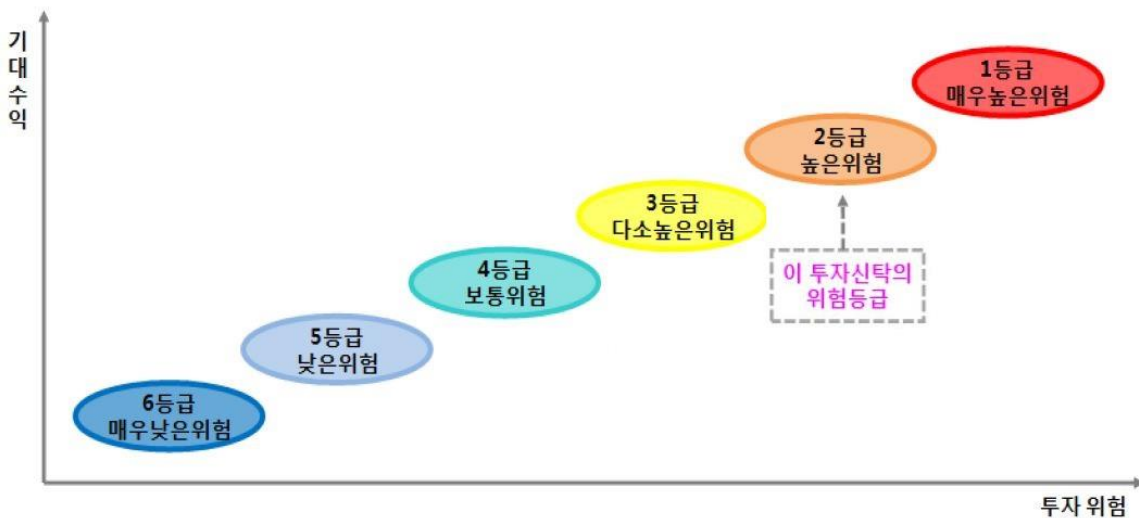 기대수익
1등급
매우높은위험
2등급
높은위험
3등급
다소높은위험
이 투자신탁의
위험등급
4등급
보통위험
5등급
낮은위험
6등급
매우낮은위험
투자 위험